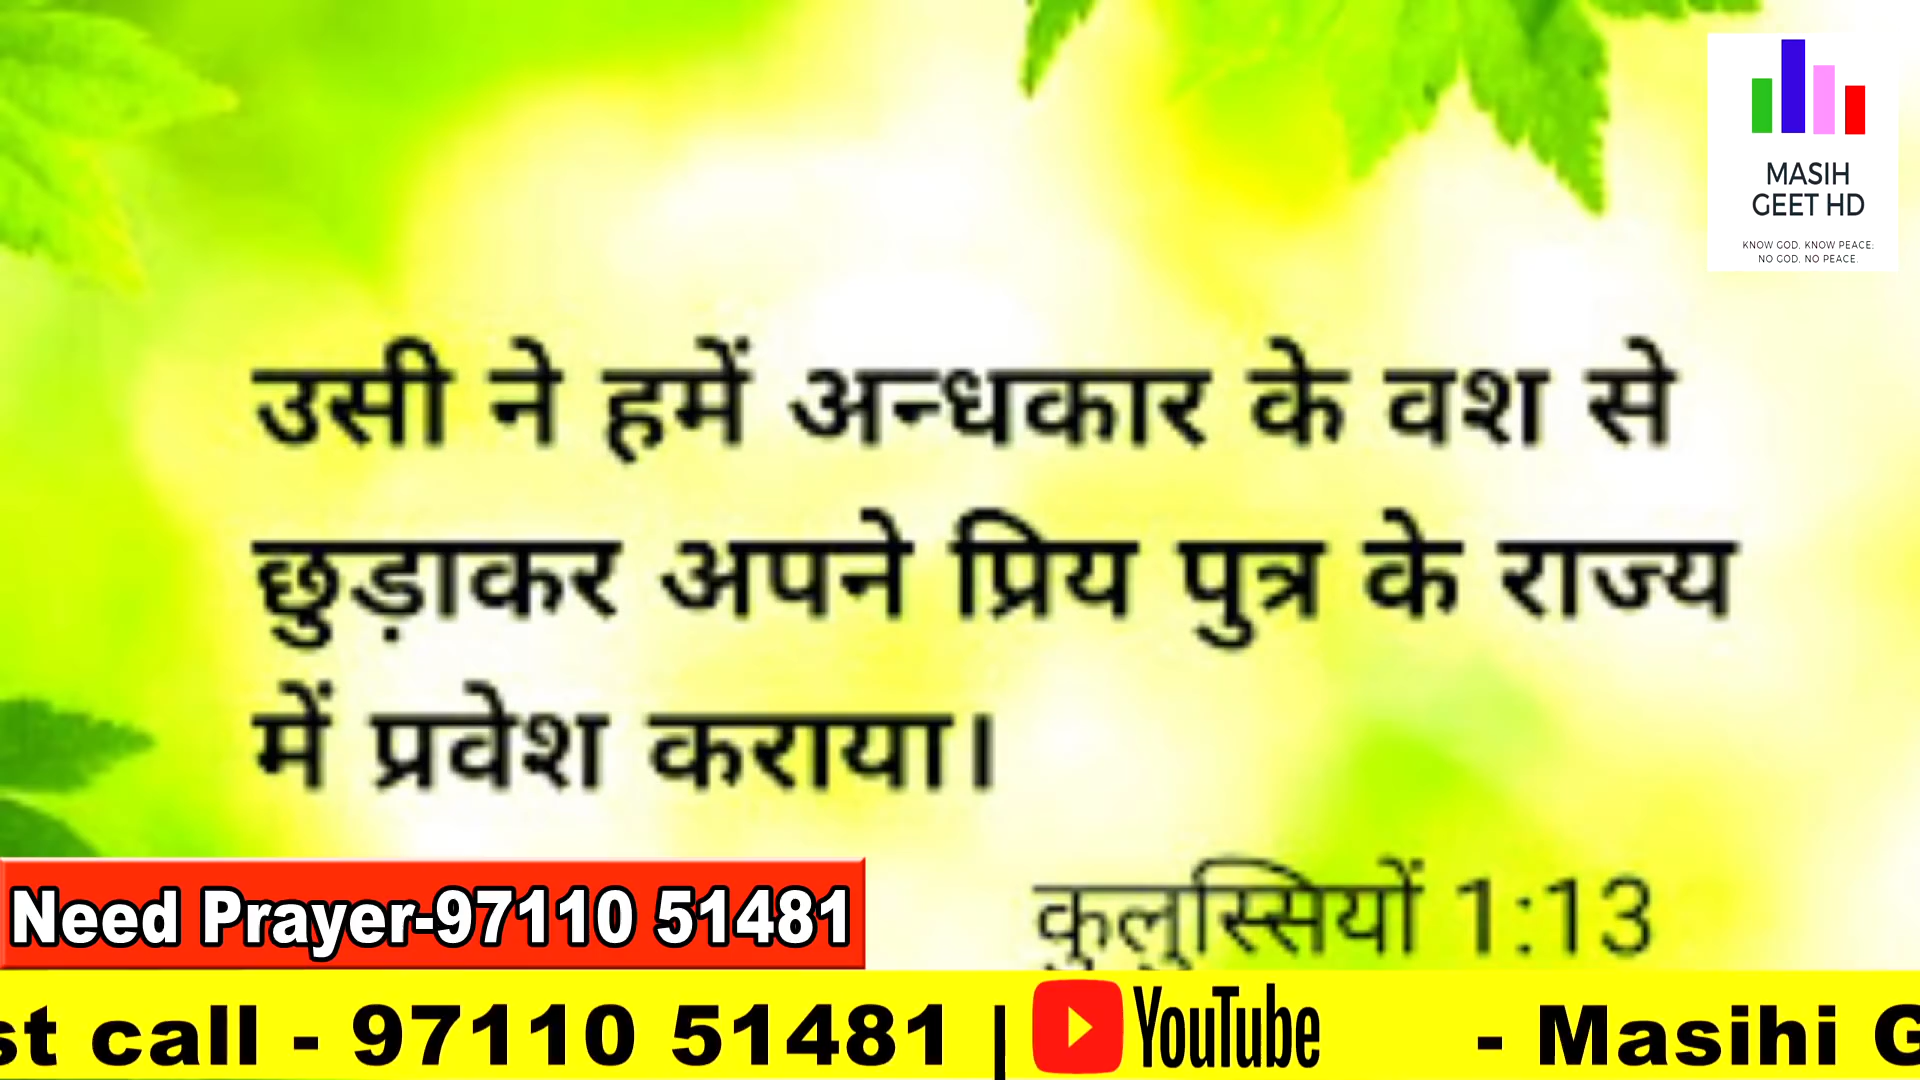 MASIH
GEET HD
KNOW GOD, KNOW PEACE;
NO GOD, NO PEACE.
उसी ने हमें अन्धकार के वश से
छुड़ाकर अपने प्रिय पुत्र के राज्य
में प्रवेश कराया।
कुलुस्सियों 1:13
Need Prayer-97110 51481
st call - 97110 51481 | YouTube - Masihi G